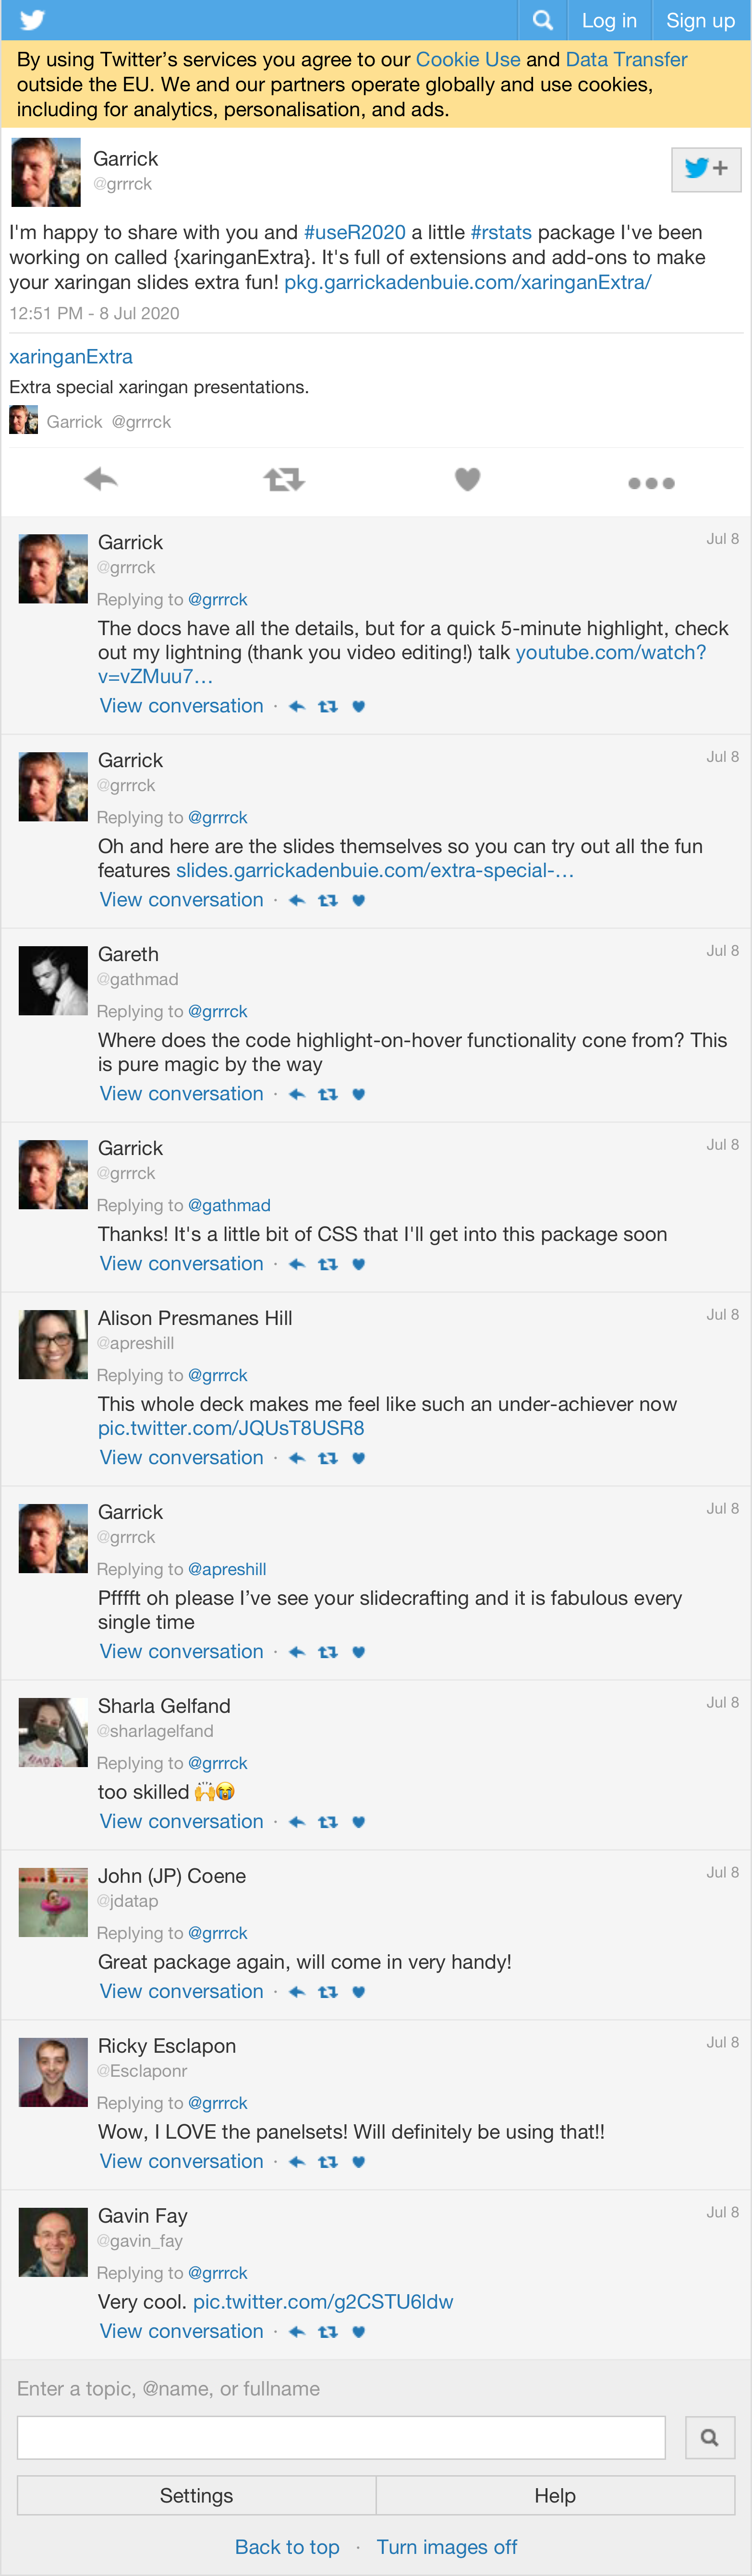 Log in
Sign up
By using Twitter’s services you agree to our Cookie Use and Data Transfer
outside the EU. We and our partners operate globally and use cookies,
including for analytics, personalisation, and ads.
Garrick
@grrrck
I'm happy to share with you and #useR2020 a little #rstats package I've been
working on called {xaringanExtra}. It's full of extensions and add-ons to make
your xaringan slides extra fun! pkg.garrickadenbuie.com/xaringanExtra/
12:51 PM - 8 Jul 2020
xaringanExtra
Extra special xaringan presentations.
Garrick @grrrck
Garrick
Jul 8
@grrrck
Replying to @grrrck
The docs have all the details, but for a quick 5-minute highlight, check
out my lightning (thank you video editing!) talk youtube.com/watch?
v=vZMuu7…
View conversation ·
Garrick
Jul 8
@grrrck
Replying to @grrrck
Oh and here are the slides themselves so you can try out all the fun
features slides.garrickadenbuie.com/extra-special-…
View conversation ·
Gareth
Jul 8
@gathmad
Replying to @grrrck
Where does the code highlight-on-hover functionality cone from? This
is pure magic by the way
View conversation ·
Garrick
Jul 8
@grrrck
Replying to @gathmad
Thanks! It's a little bit of CSS that I'll get into this package soon
View conversation ·
Alison Presmanes Hill
Jul 8
@apreshill
Replying to @grrrck
This whole deck makes me feel like such an under-achiever now
pic.twitter.com/JQUsT8USR8
View conversation ·
Garrick
Jul 8
@grrrck
Replying to @apreshill
Pfffft oh please I’ve see your slidecrafting and it is fabulous every
single time
View conversation ·
Sharla Gelfand
Jul 8
@sharlagelfand
Replying to @grrrck
too skilled 🙌😭
View conversation ·
John (JP) Coene
Jul 8
@jdatap
Replying to @grrrck
Great package again, will come in very handy!
View conversation ·
Ricky Esclapon
Jul 8
@Esclaponr
Replying to @grrrck
Wow, I LOVE the panelsets! Will definitely be using that!!
View conversation ·
Gavin Fay
Jul 8
@gavin_fay
Replying to @grrrck
Very cool. pic.twitter.com/g2CSTU6ldw
View conversation ·
Enter a topic, @name, or fullname
Settings
Help
Back to top · Turn images off